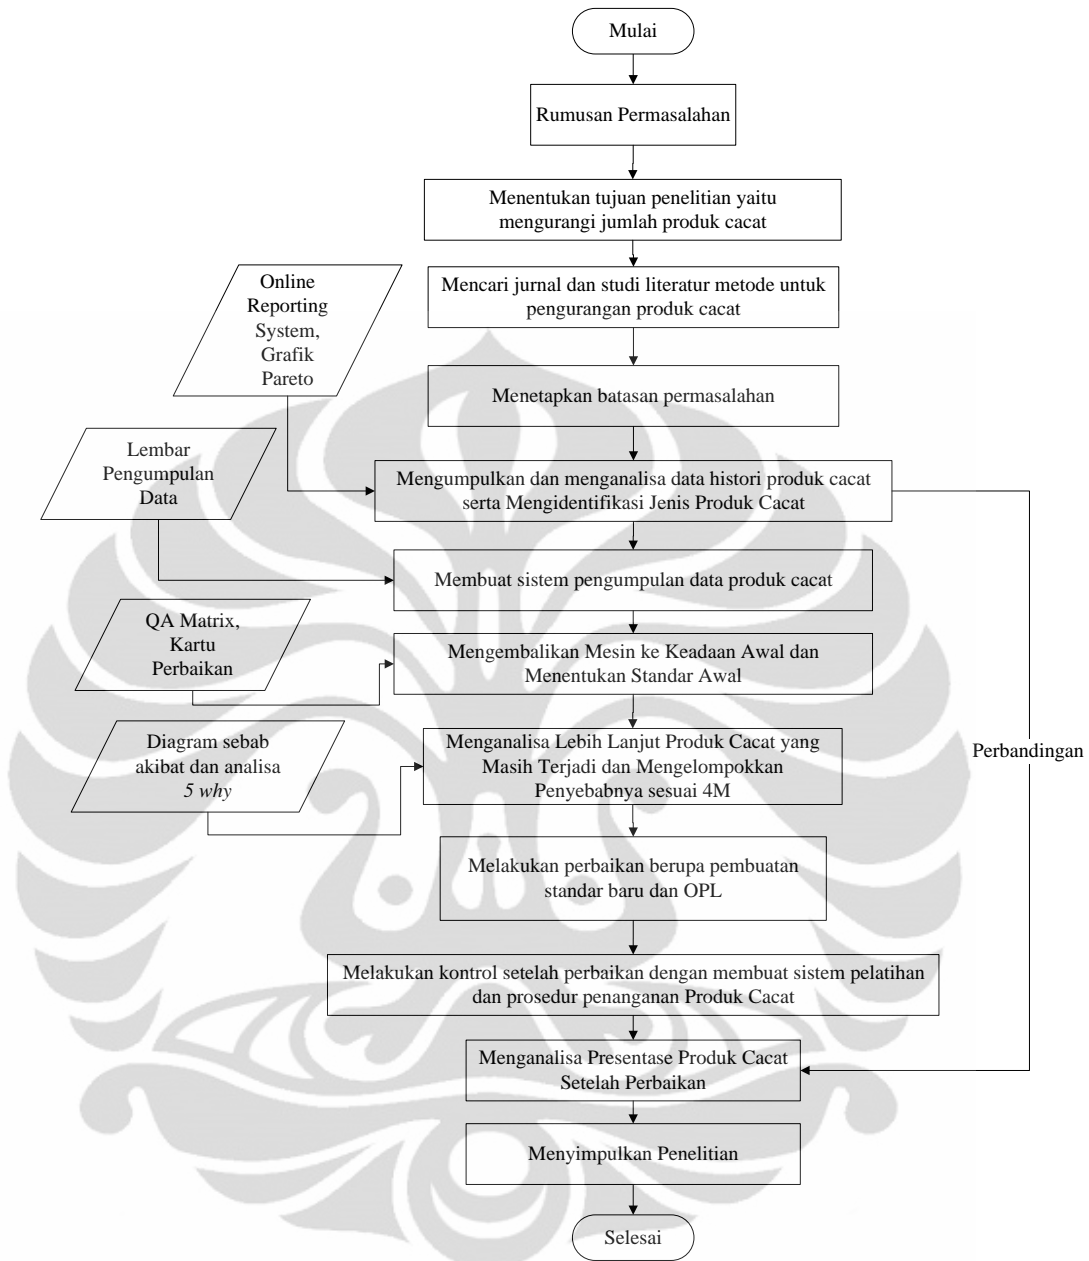 Mulai
Rumusan Permasalahan
Menentukan tujuan penelitian yaitu
mengurangi jumlah produk cacat
Mencari jurnal dan studi literatur metode untuk
pengurangan produk cacat
Online
Reporting
System,
Grafik
Pareto
Menetapkan batasan permasalahan
Lembar
Pengumpulan
Data
Mengumpulkan dan menganalisa data histori produk cacat
serta Mengidentifikasi Jenis Produk Cacat
Membuat sistem pengumpulan data produk cacat
QA Matrix,
Kartu
Perbaikan
Mengembalikan Mesin ke Keadaan Awal dan
Menentukan Standar Awal
Diagram sebab
akibat dan analisa
5 why
Menganalisa Lebih Lanjut Produk Cacat yang
Masih Terjadi dan Mengelompokkan
Penyebabnya sesuai 4M
Perbandingan
Melakukan perbaikan berupa pembuatan
standar baru dan OPL
Melakukan kontrol setelah perbaikan dengan membuat sistem pelatihan
dan prosedur penanganan Produk Cacat
Menganalisa Presentase Produk Cacat
Setelah Perbaikan
Menyimpulkan Penelitian
Selesai